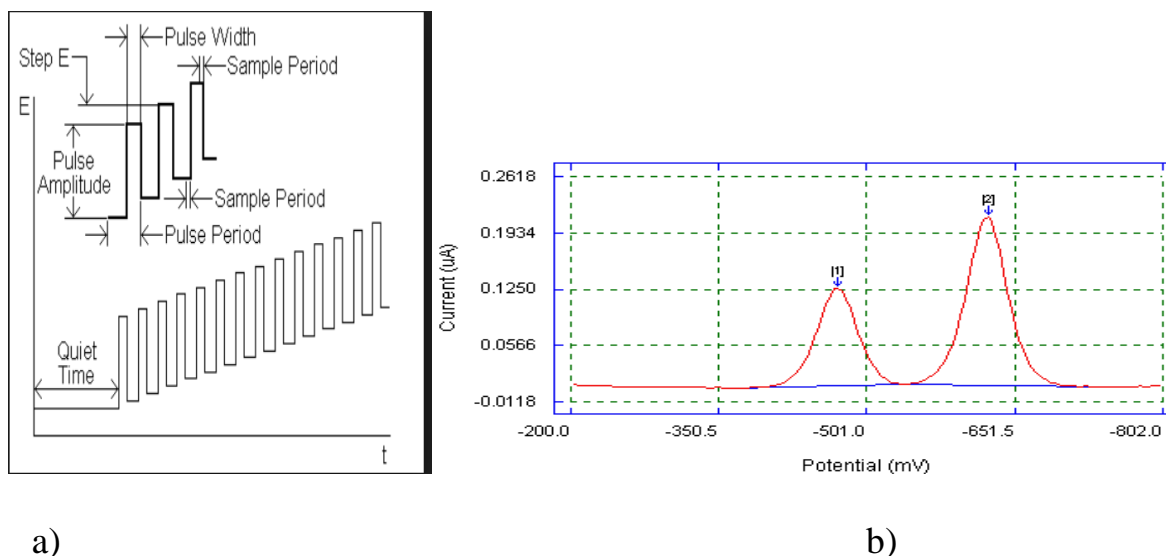 Pulse Width
Step E
Sample Period
E
Pulse
Amplitude
Sample Period
Pulse Period
Quiet
Time
t
0.2618
0.1934
0.1250
0.0566
-0.0118
Current (uA)
[1]
[2]
-200.0 -350.5 -501.0 -651.5 -802.0
Potential (mV)
a) b)